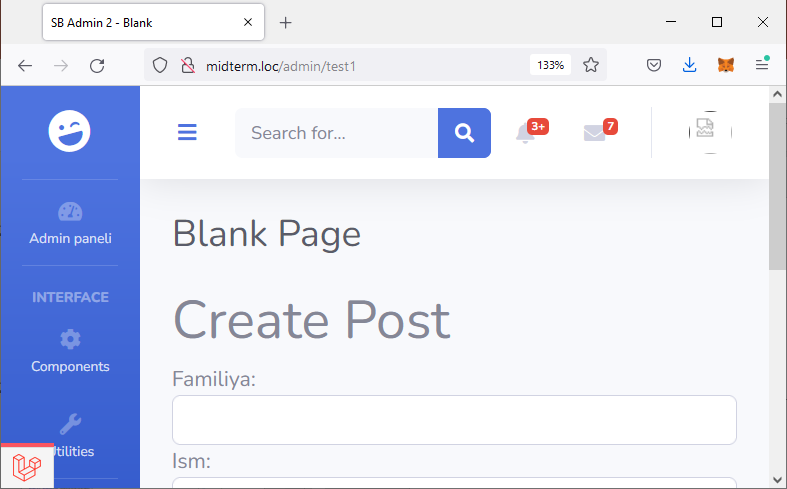 SB Admin 2 - Blank
midterm.loc/admin/test1
133%
Search for...
3+
7
Admin paneli
INTERFACE
Components
Utilities
Blank Page
Create Post
Familiya:
Ism: